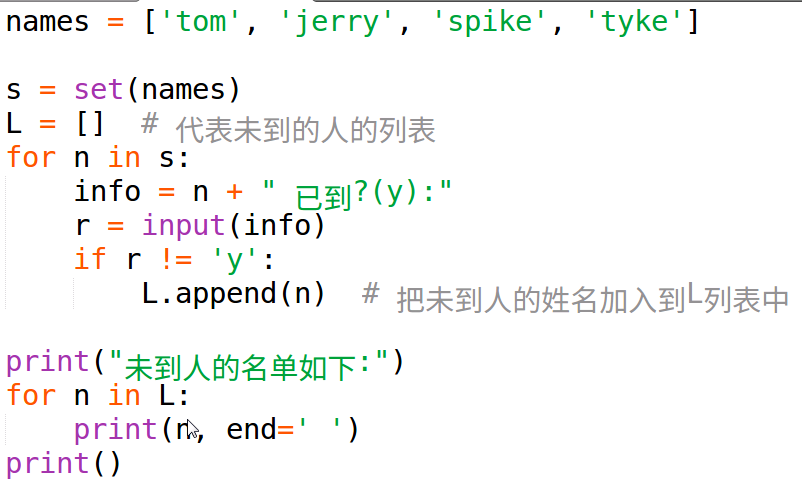 names = ['tom', 'jerry', 'spike', 'tyke']
s = set(names)
L = []  # 代表未到的人的列表
for n in s:
    info = n + " 已到?(y):"
    r = input(info)
    if r != 'y':
        L.append(n)  # 把未到人的姓名加入到L列表中
print("未到人的名单如下:")
for n in L:
    print(n, end=' ')
print()